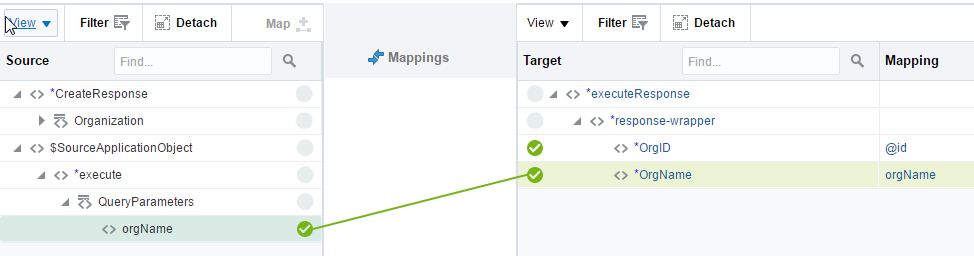 View Filter Detach Map View Filter Detach
Source Find... Mappings Target Find... Mapping
*CreateResponse *executeResponse
Organization *response-wrapper
$SourceApplicationObject *OrgID @id
*execute *OrgName orgName
QueryParameters
orgName